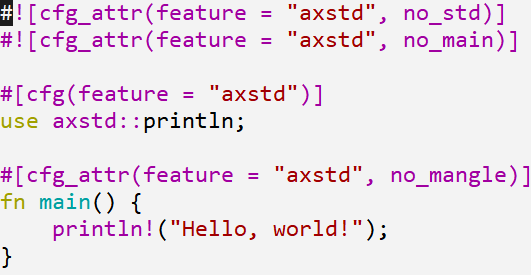 #![cfg_attr(feature = "axstd", no_std)]
#![cfg_attr(feature = "axstd", no_main)]
#[cfg(feature = "axstd")]
use axstd::println;
#[cfg_attr(feature = "axstd", no_mangle)]
fn main() {
    println!("Hello, world!");
}